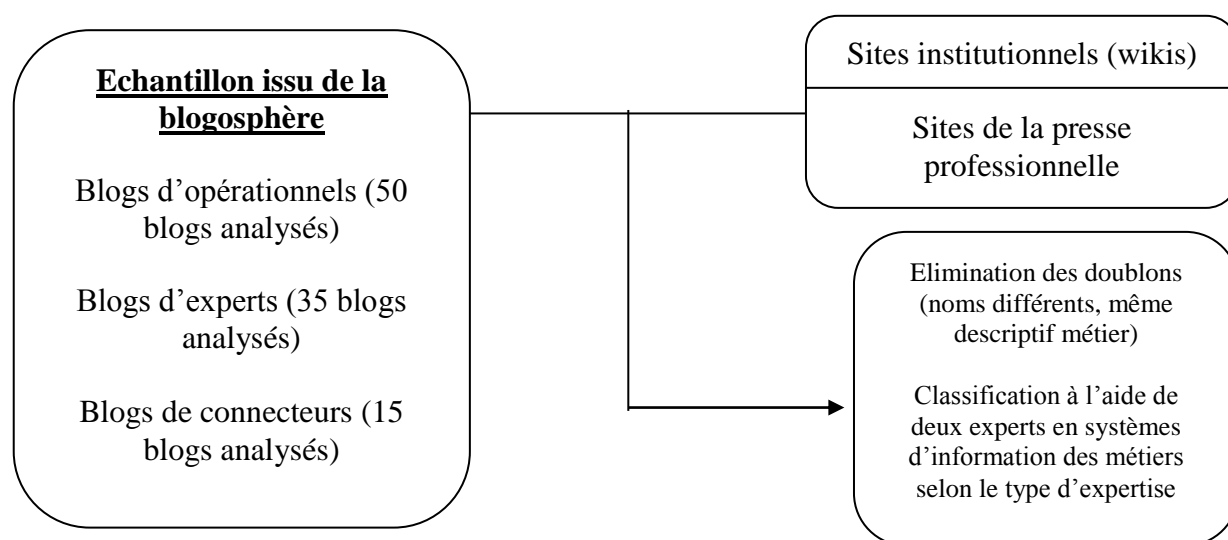 Echantillon issu de la
blogosphère
Blogs d’opérationnels (50
blogs analysés)
Blogs d’experts (35 blogs
analysés)
Blogs de connecteurs (15
blogs analysés)
Sites institutionnels (wikis)
Sites de la presse
professionnelle
Elimination des doublons
(noms différents, même
descriptif métier)
Classification à l’aide de
deux experts en systèmes
d’information des métiers
selon le type d’expertise